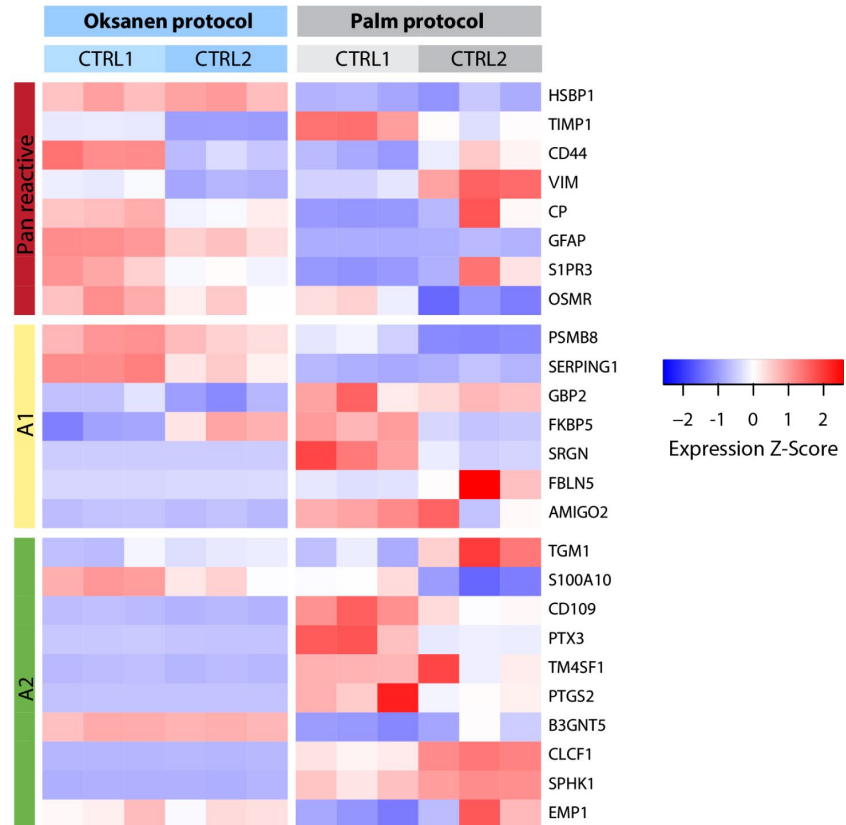 Oksanen protocol Palm protocol
CTRL1 CTRL2 CTRL1 CTRL2
Pan reactive
HSBP1
TIMP1
CD44
VIM
CP
GFAP
S1PR3
OSMR
A1
PSMB8
SERPING1
GBP2
FKBP5
SRGN
FBLN5
AMIGO2
A2
TGM1
S100A10
CD109
PTX3
TM4SF1
PTGS2
B3GNT5
CLCF1
SPHK1
EMP1
−2 -1 0 1 2
Expression Z-Score